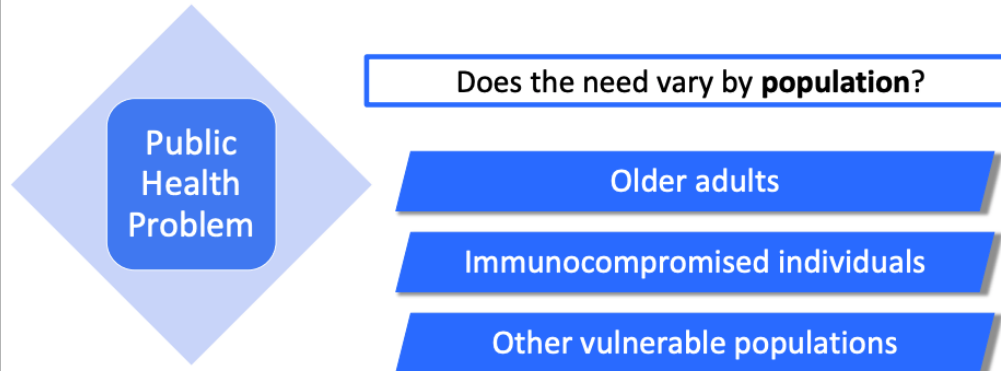 Public
Health
Problem
Does the need vary by population?
Older adults
Immunocompromised individuals
Other vulnerable populations